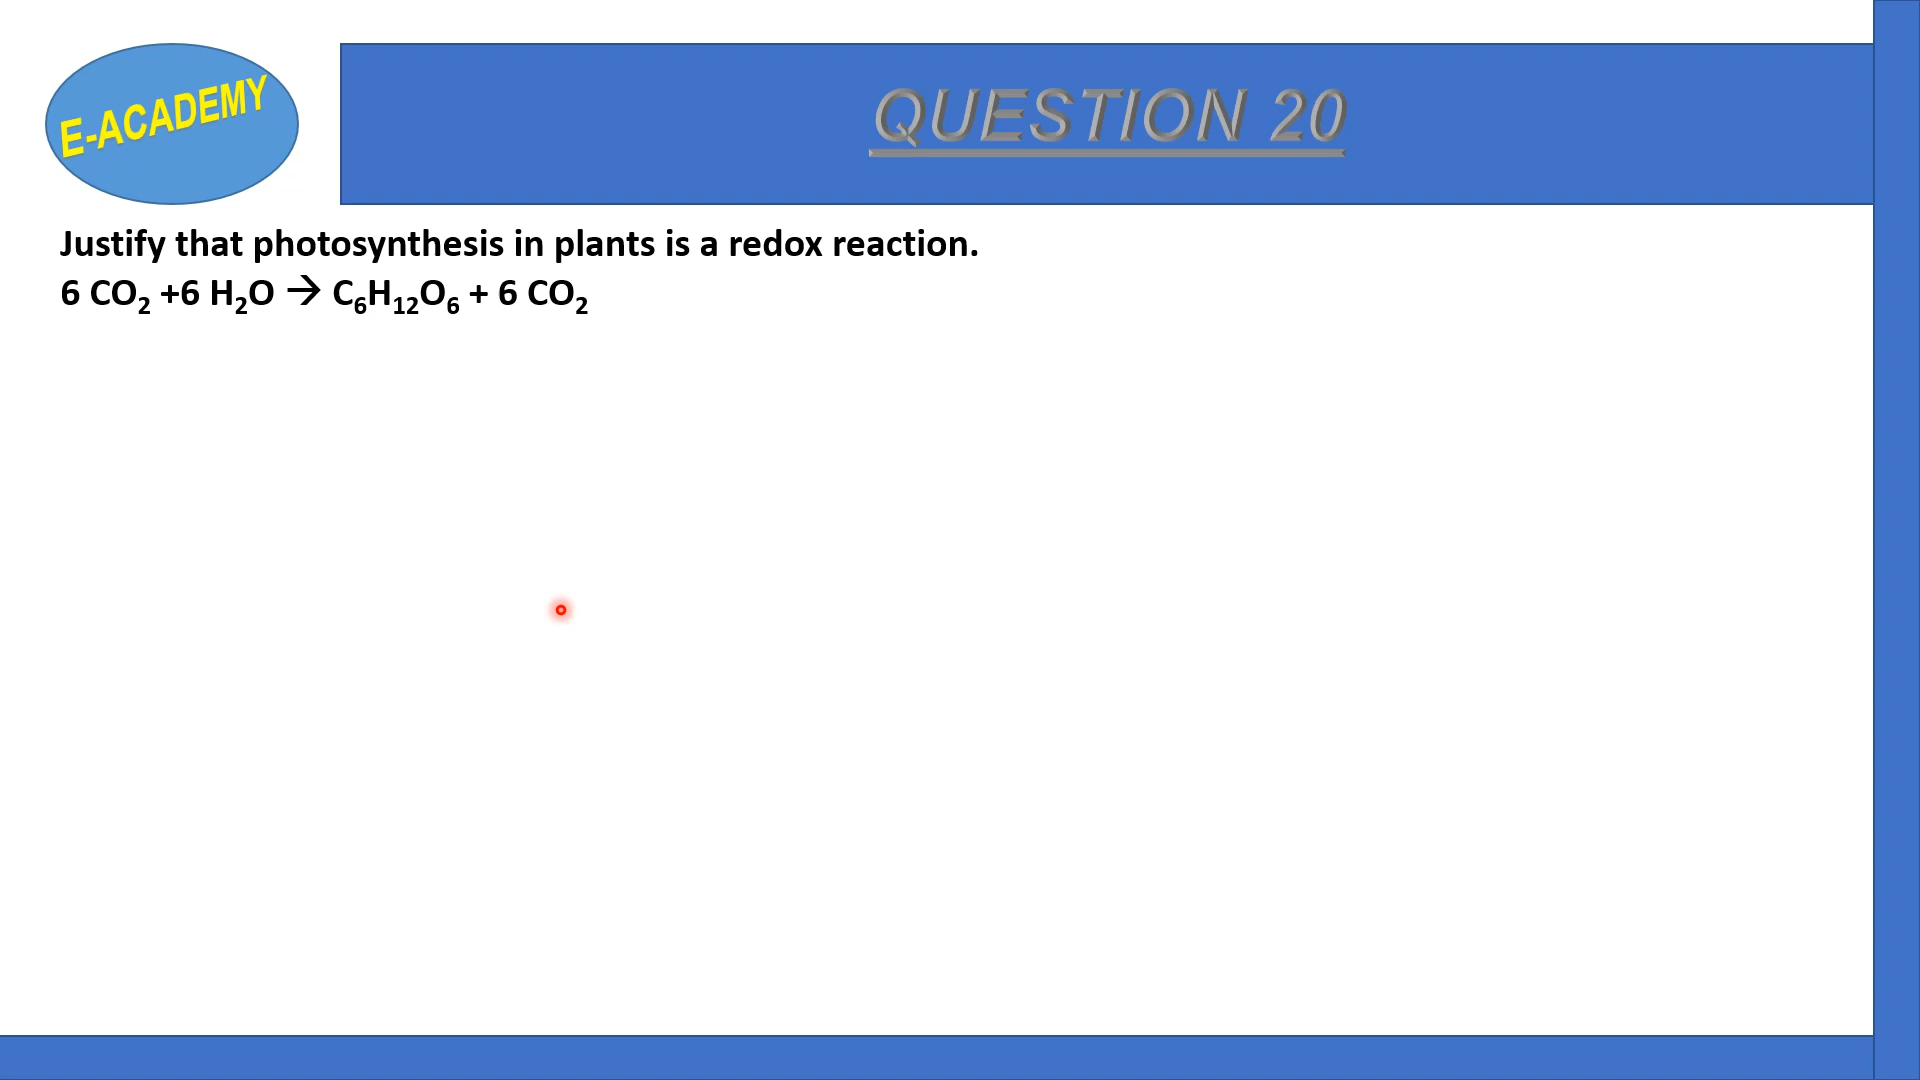 E-ACADEMY
QUESTION 20
Justify that photosynthesis in plants is a redox reaction.
6 CO₂ +6 H₂O → C₆H₁₂O₆ + 6 CO₂